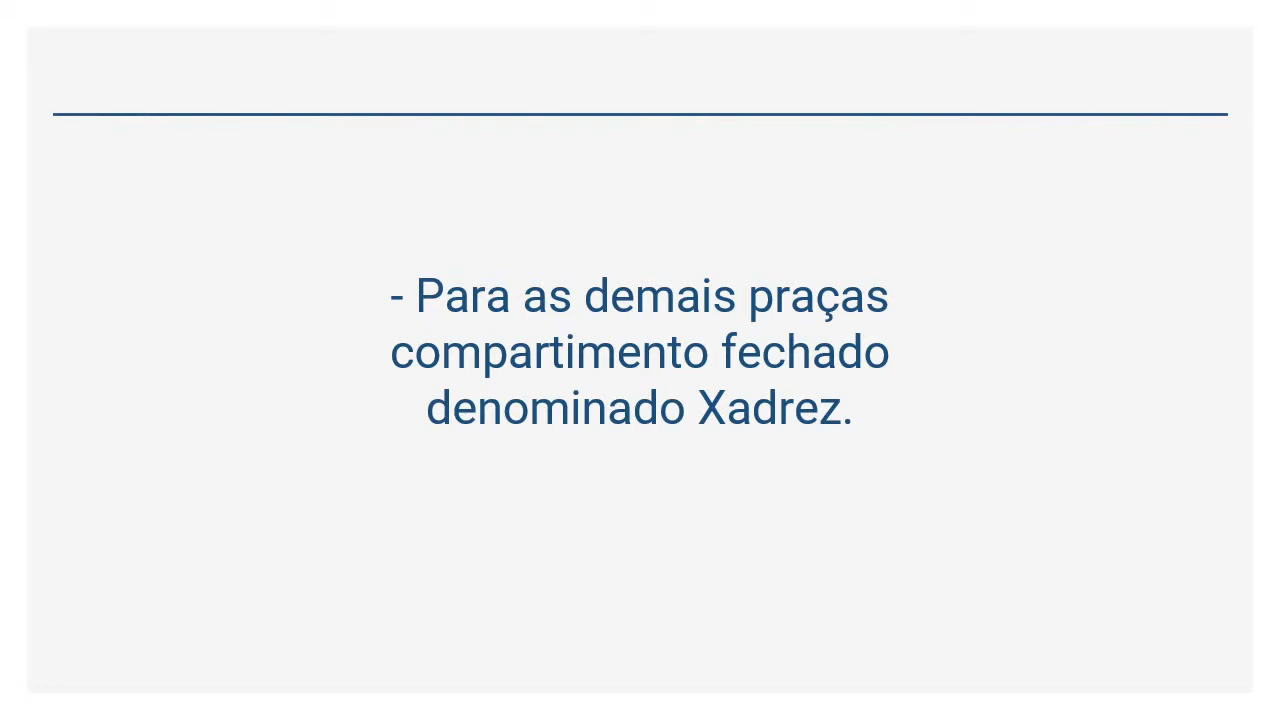 - Para as demais praças
compartimento fechado
denominado Xadrez.